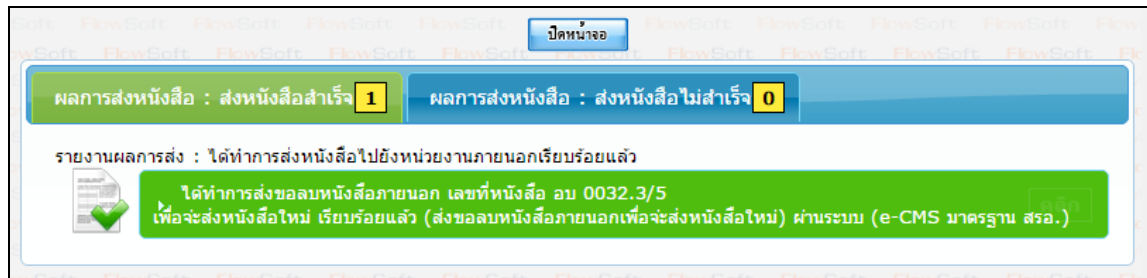 ปิดหน้าจอ
ผลการส่งหนังสือ : ส่งหนังสือสำเร็จ 1 ผลการส่งหนังสือ : ส่งหนังสือไม่สำเร็จ 0
รายงานผลการส่ง : ได้ทำการส่งหนังสือไปยังหน่วยงานภายนอกเรียบร้อยแล้ว
ได้ทำการส่งขอลบหนังสือภายนอก เลขที่หนังสือ อบ 0032.3/5
เพื่อจะส่งหนังสือใหม่ เรียบร้อยแล้ว (ส่งขอลบหนังสือภายนอกเพื่อจะส่งหนังสือใหม่) ผ่านระบบ (e-CMS มาตรฐาน สรอ.)